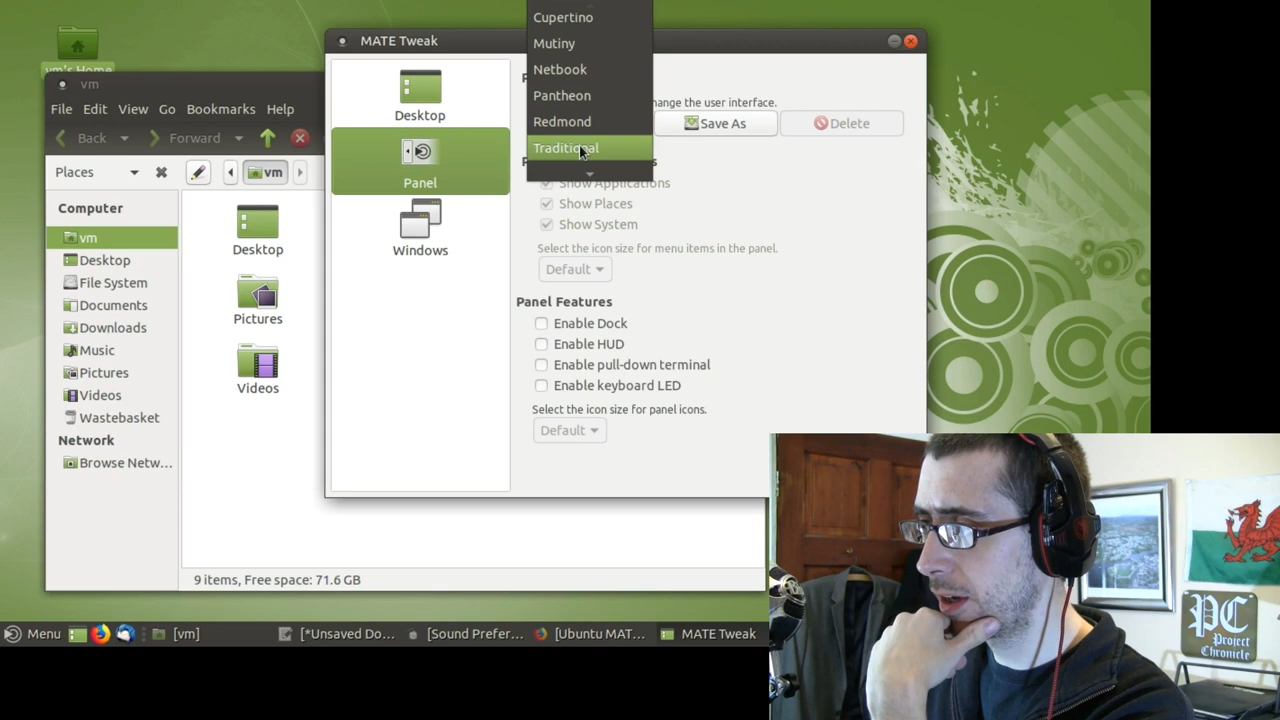 vm's Home
vm
File Edit View Go Bookmarks Help
Back Forward
Places
vm
Computer
vm
Desktop
File System
Documents
Downloads
Music
Pictures
Videos
Wastebasket
Network
Browse Netw...
Desktop
Pictures
Videos
9 items, Free space: 71.6 GB
MATE Tweak
Desktop
Panel
Windows
Cupertino
Mutiny
Netbook
Pantheon
Redmond
Traditional
hange the user interface.
Save As Delete
Show Applications
Show Places
Show System
Select the icon size for menu items in the panel.
Default
Panel Features
Enable Dock
Enable HUD
Enable pull-down terminal
Enable keyboard LED
Select the icon size for panel icons.
Default
Menu [vm] [*Unsaved Do... [Sound Prefer... [Ubuntu MAT... MATE Tweak
PC
Project
Chronicle